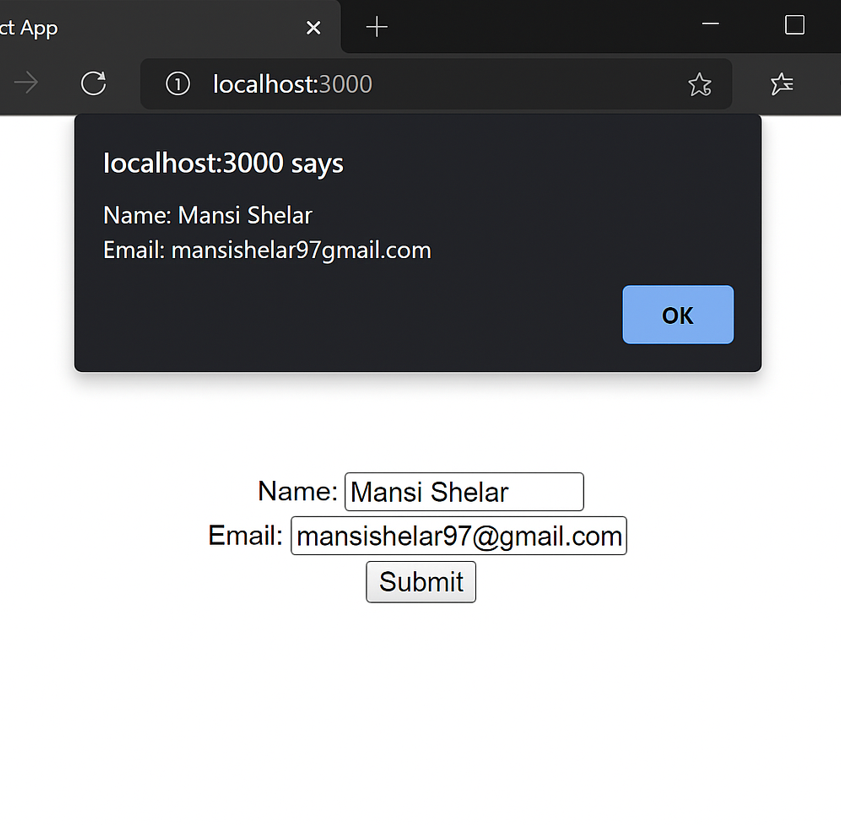 ct App
localhost:3000
localhost:3000 says
Name: Mansi Shelar
Email: mansishelar97gmail.com
OK
Name: Mansi Shelar
Email: mansishelar97@gmail.com
Submit